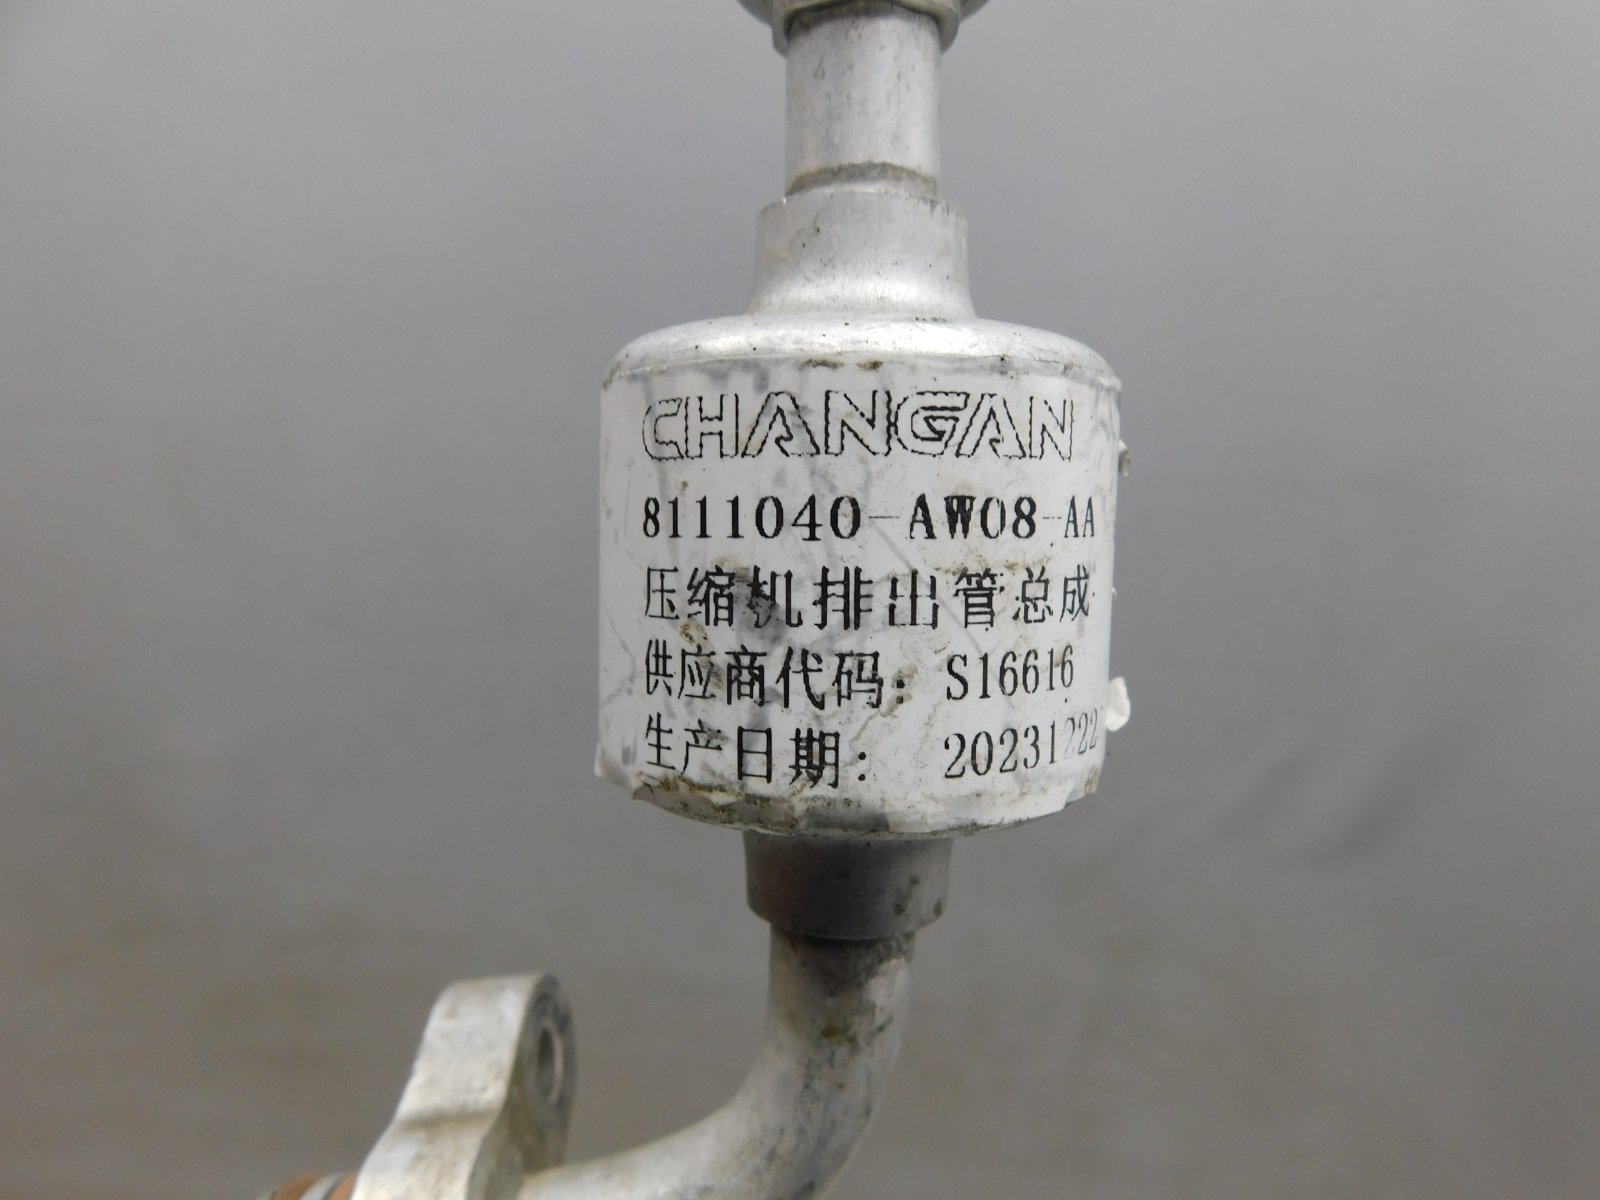 CHANGAN
8111040-AW08-AA
压缩机排出管总成
供应商代码：S16616
生产日期：20231222